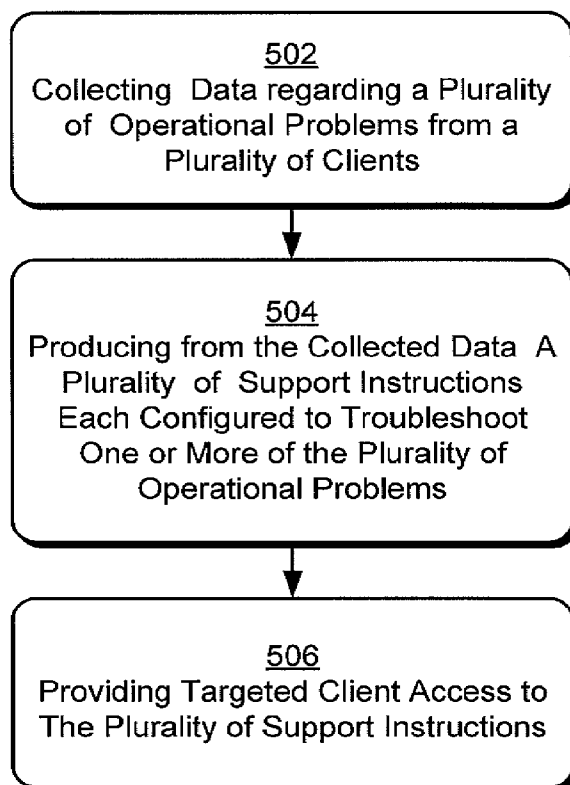 502
Collecting Data regarding a Plurality
of Operational Problems from a
Plurality of Clients
504
Producing from the Collected Data A
Plurality of Support Instructions
Each Configured to Troubleshoot
One or More of the Plurality of
Operational Problems
506
Providing Targeted Client Access to
The Plurality of Support Instructions